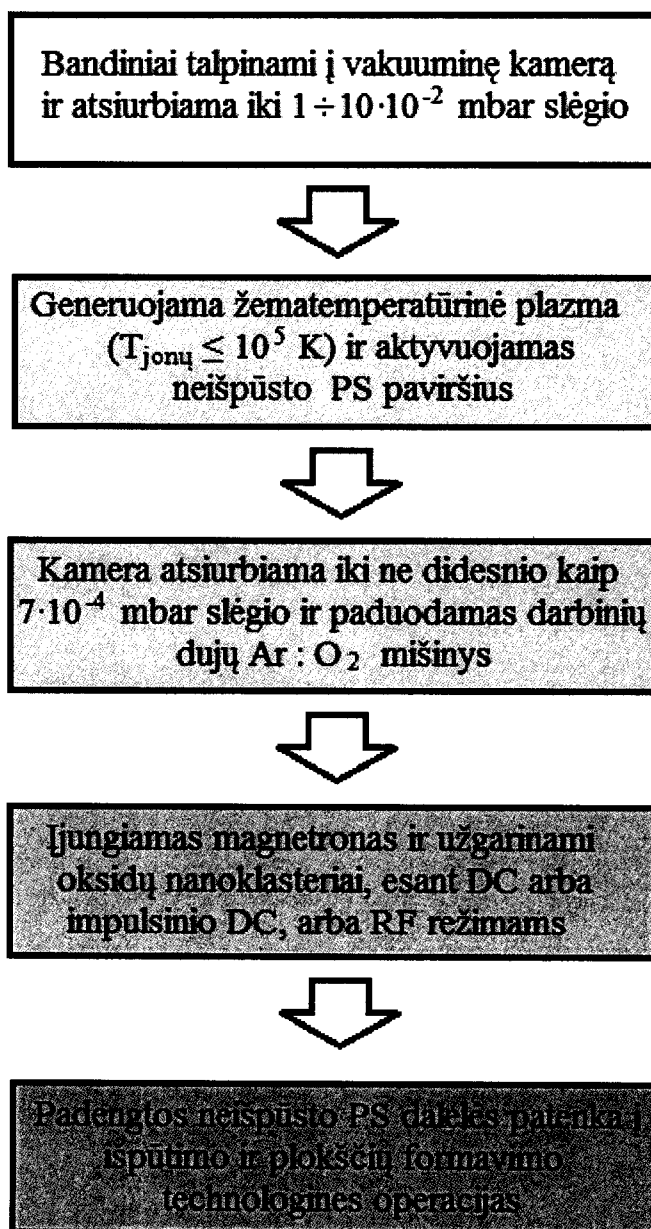 Bandiniai talpinami į vakuuminę kamerą
ir atsiurbiama iki 1÷10·10⁻² mbar slėgio
Generuojama žematemperatūrinė plazma
(Tjonų ≤ 10⁵ K) ir aktyvuojamas
neišpūsto PS paviršius
Kamera atsiurbiama iki ne didesnio kaip
7·10⁻⁴ mbar slėgio ir paduodamas darbinių
dujų Ar : O₂ mišinys
Įjungiamas magnetronas ir užgarinami
oksidų nanoklasteriai, esant DC arba
impulsinio DC, arba RF režimams
Padengtos neišpūsto PS dalelės patenka į
išpūtimo ir plokščių formavimo
technologines operacijas